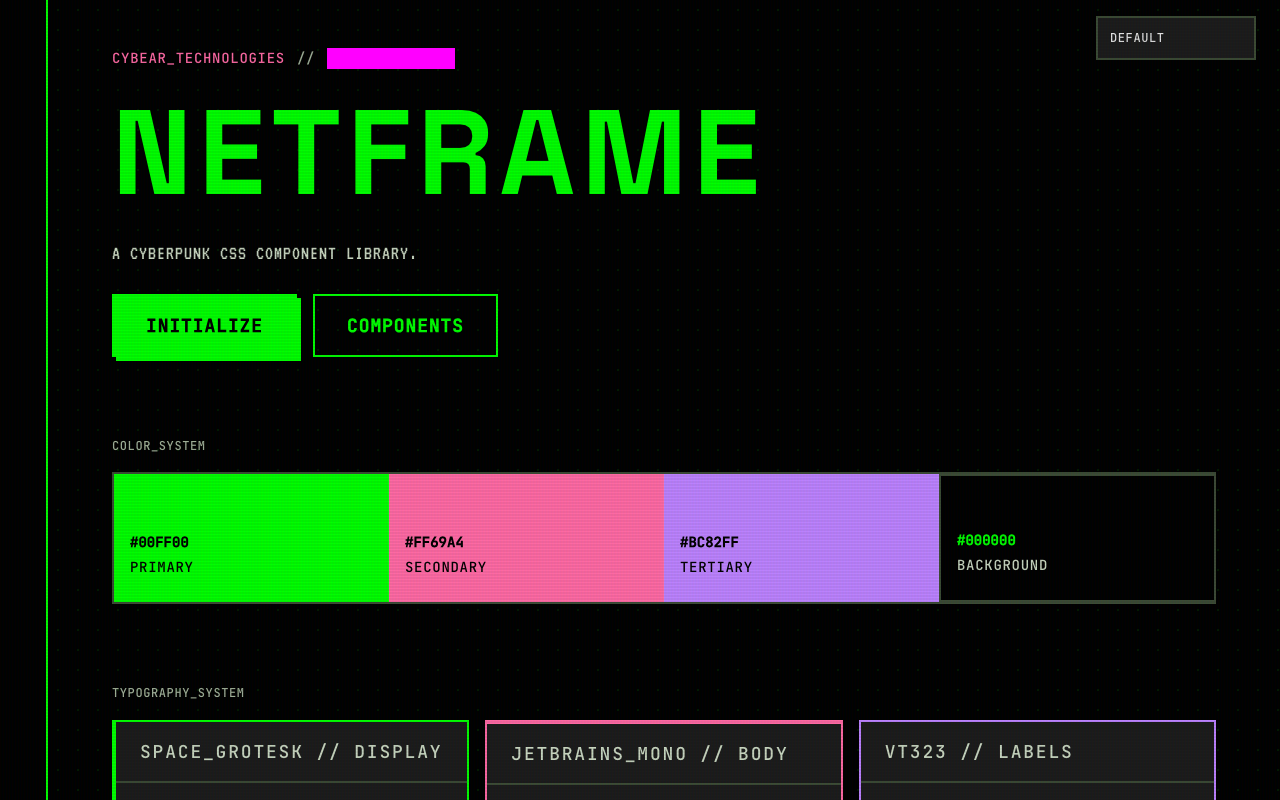 CYBEAR_TECHNOLOGIES //
DEFAULT
NETFRAME
A CYBERPUNK CSS COMPONENT LIBRARY.
INITIALIZE
COMPONENTS
COLOR_SYSTEM
#00FF00
PRIMARY
#FF69A4
SECONDARY
#BC82FF
TERTIARY
#000000
BACKGROUND
TYPOGRAPHY_SYSTEM
SPACE_GROTESK // DISPLAY
JETBRAINS_MONO // BODY
VT323 // LABELS